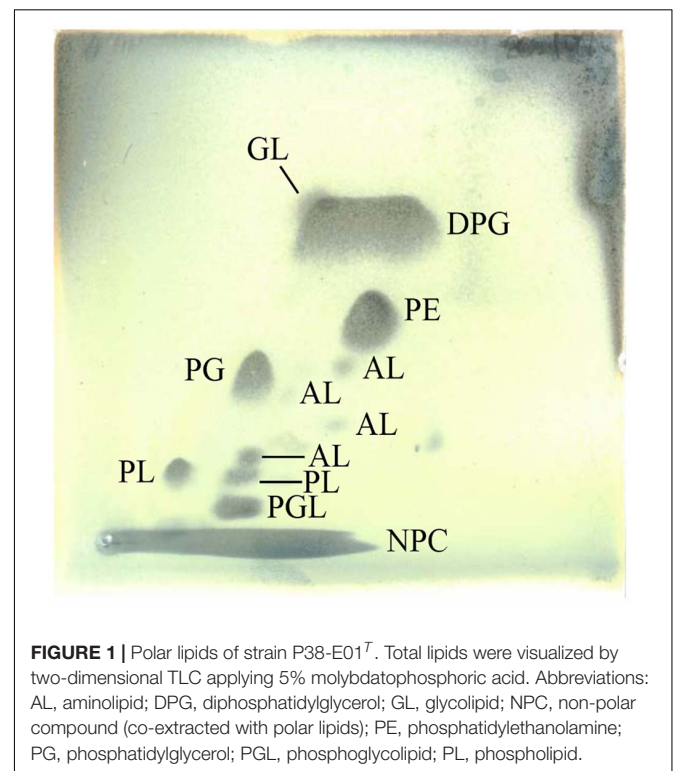 GL
DPG
PE
PG
AL
AL
AL
AL
PL
PL
PGL
NPC
FIGURE 1 | Polar lipids of strain P38-E01ᵀ. Total lipids were visualized by
two-dimensional TLC applying 5% molybdatophosphoric acid. Abbreviations:
AL, aminolipid; DPG, diphosphatidylglycerol; GL, glycolipid; NPC, non-polar
compound (co-extracted with polar lipids); PE, phosphatidylethanolamine;
PG, phosphatidylglycerol; PGL, phosphoglycolipid; PL, phospholipid.